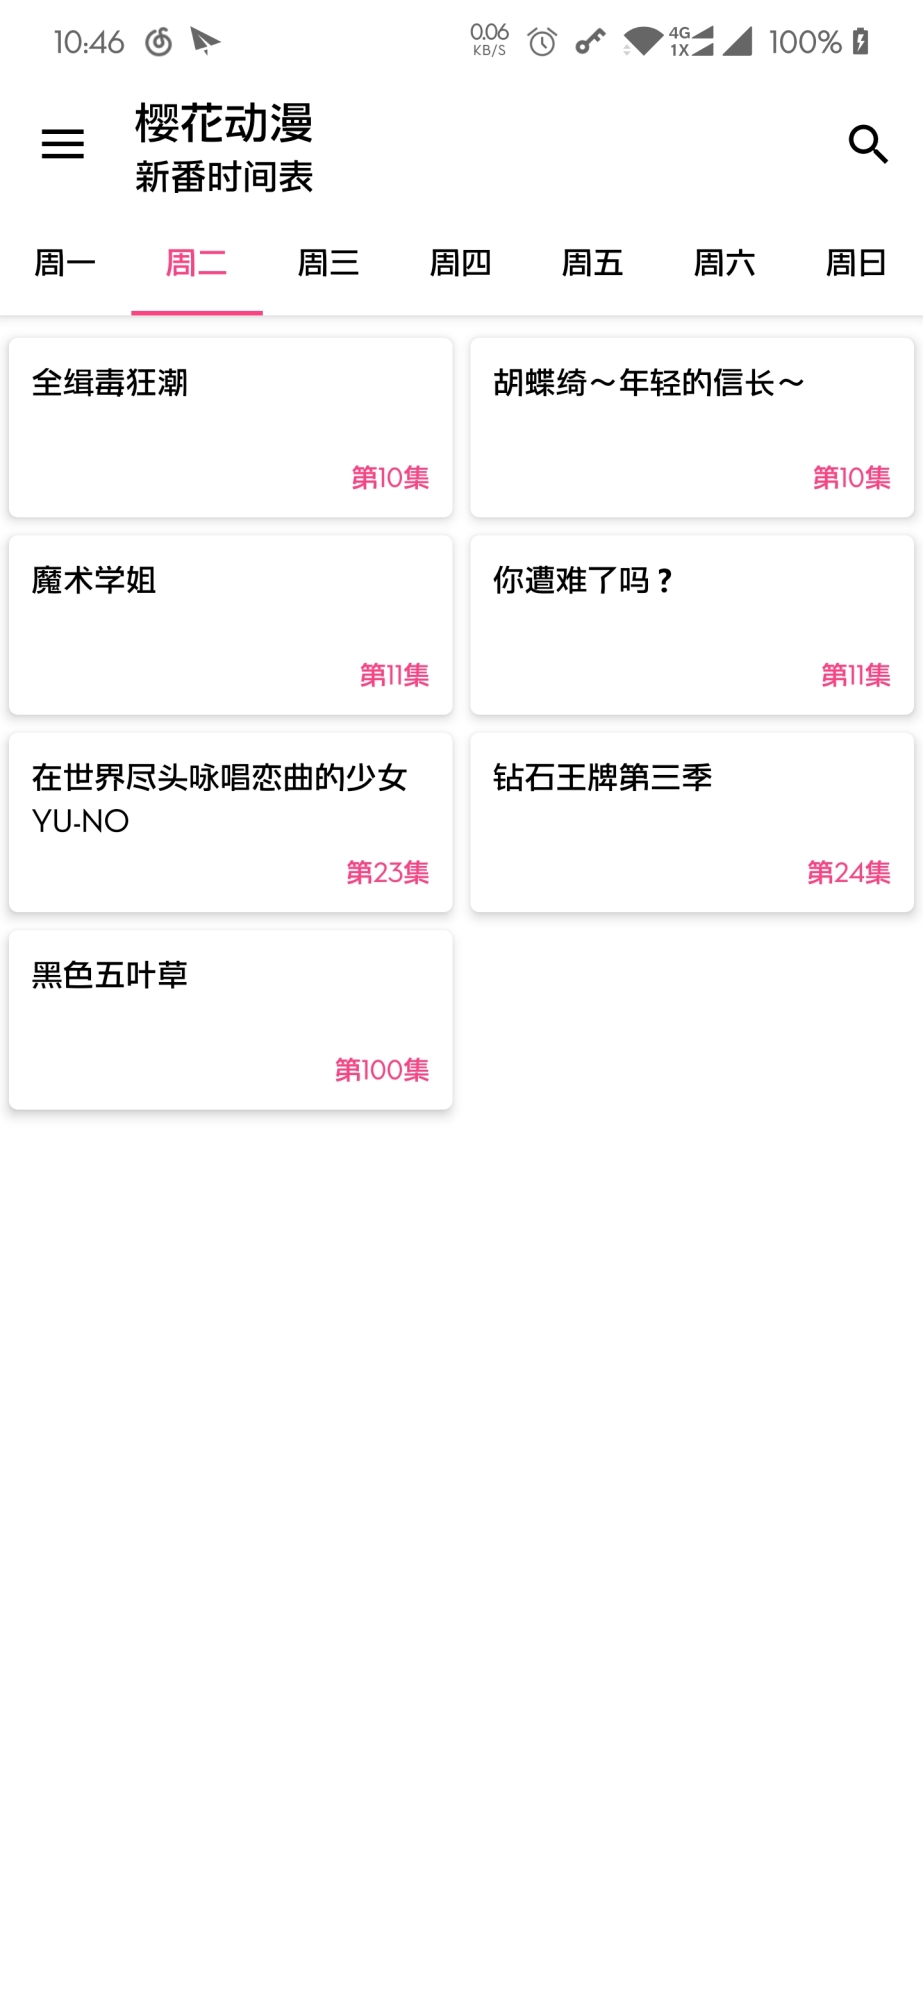 10:46
0.06
KB/S
4G
1X
100%
樱花动漫
新番时间表
周一 周二 周三 周四 周五 周六 周日
全缉毒狂潮
第10集
胡蝶绮～年轻的信长～
第10集
魔术学姐
第11集
你遭难了吗？
第11集
在世界尽头咏唱恋曲的少女
YU-NO
第23集
钻石王牌第三季
第24集
黑色五叶草
第100集